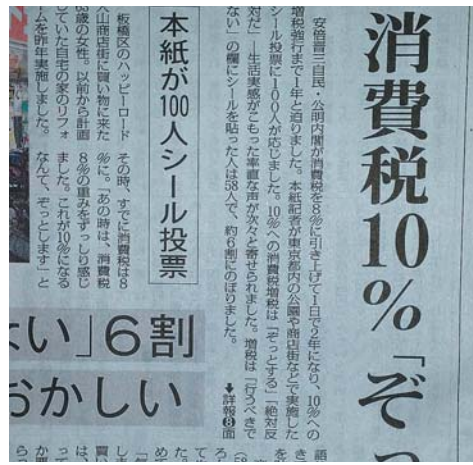 消費税10%「ぞっ
安倍晋三自民・公明内閣が消費税を8%に引き上げて1日で2年になり、10%への
増税強行まで1年と迫りました。本紙記者が東京都内の公園や商店街などで実施した
シール投票に100人が応じました。10%への消費税増税は「ぞっとする」「絶対反
対だ」―生活実感がこもった率直な声が次々と寄せられました。増税は「行うべきで
ない」の欄にシールを貼った人は58人で、約6割にのぼりました。
↓詳報⑧面
本紙が100人シール投票
板橋区のハッピーロード
大山商店街に買い物に来た
63歳の女性。以前から計画
していた自宅の家のリフォ
ームを昨年実施しました。
その時、すでに消費税は8
%に。「あの時は、消費税
8%の重みをずっしり感じ
ました。これが10%になる
なんて、ぞっとします」と
ない」6割
おかしい